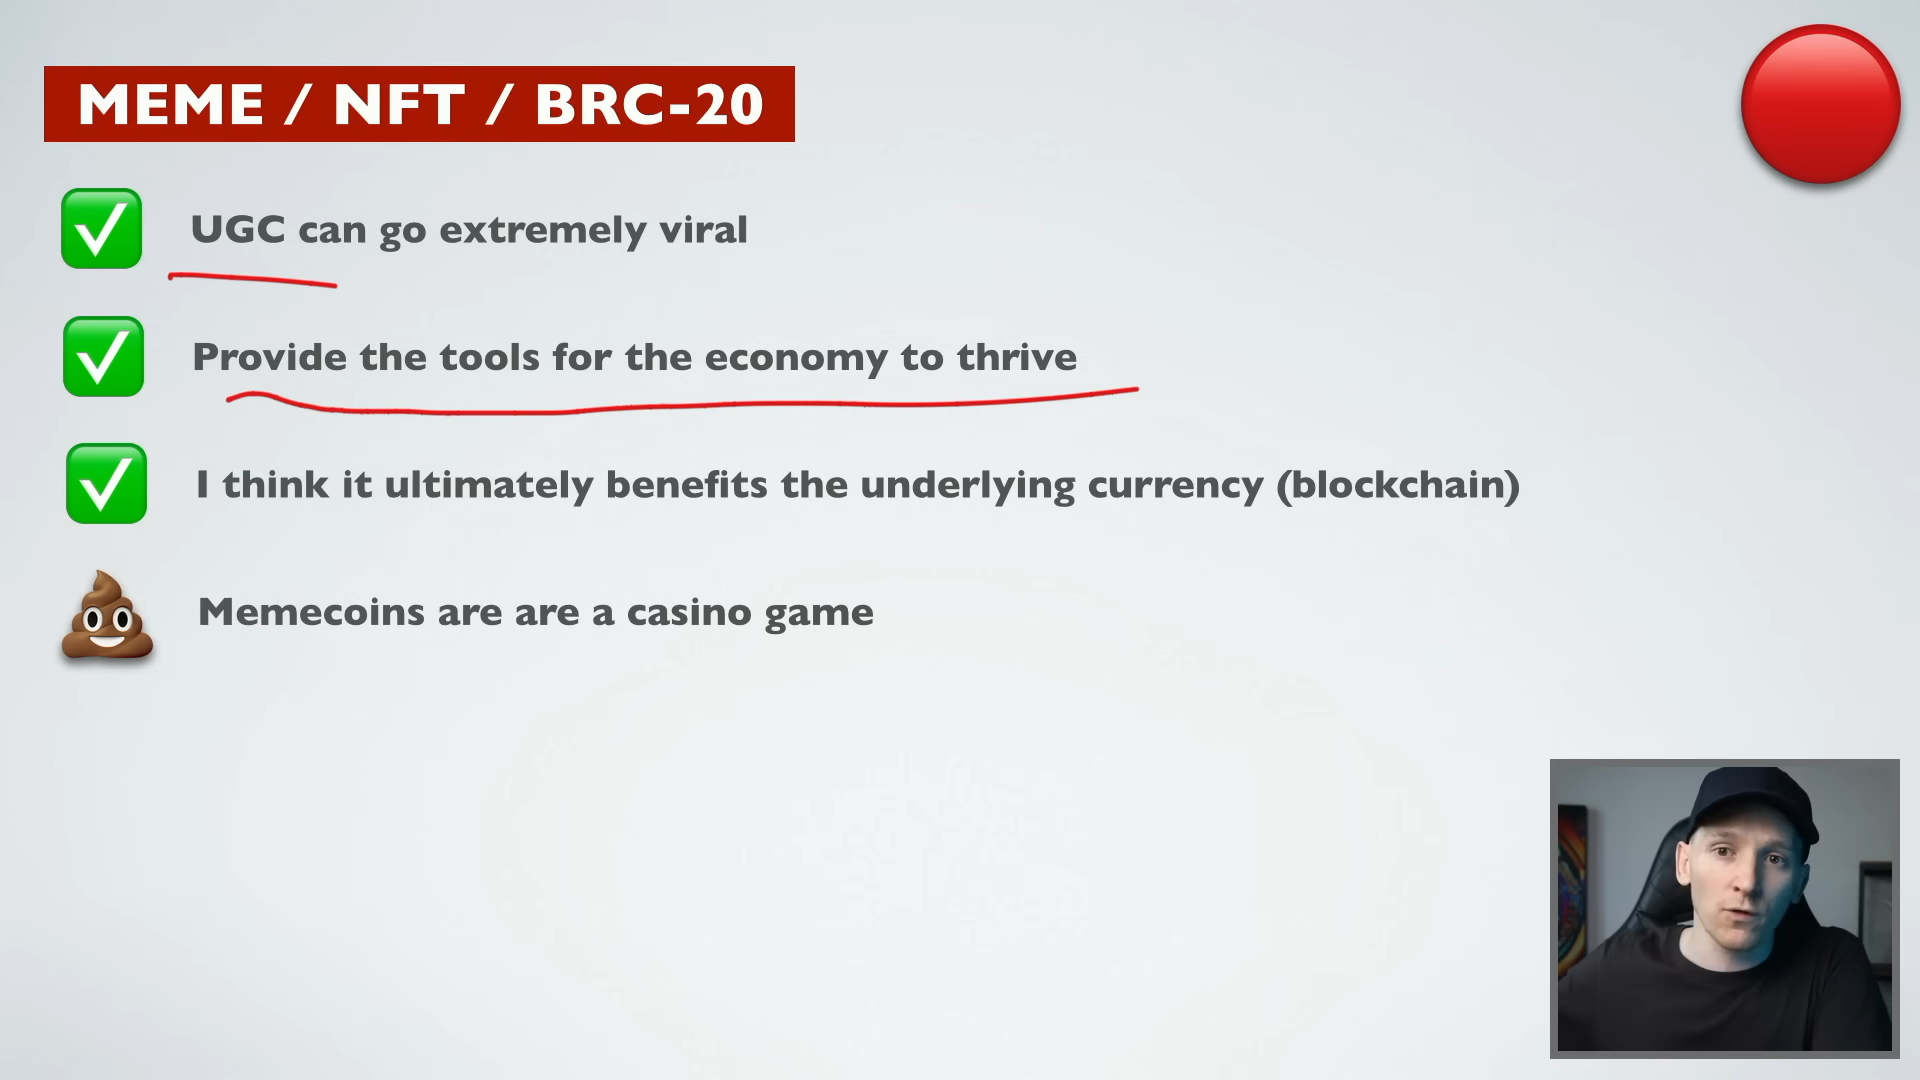 MEME / NFT / BRC-20
UGC can go extremely viral
Provide the tools for the economy to thrive
I think it ultimately benefits the underlying currency (blockchain)
Memecoins are are a casino game